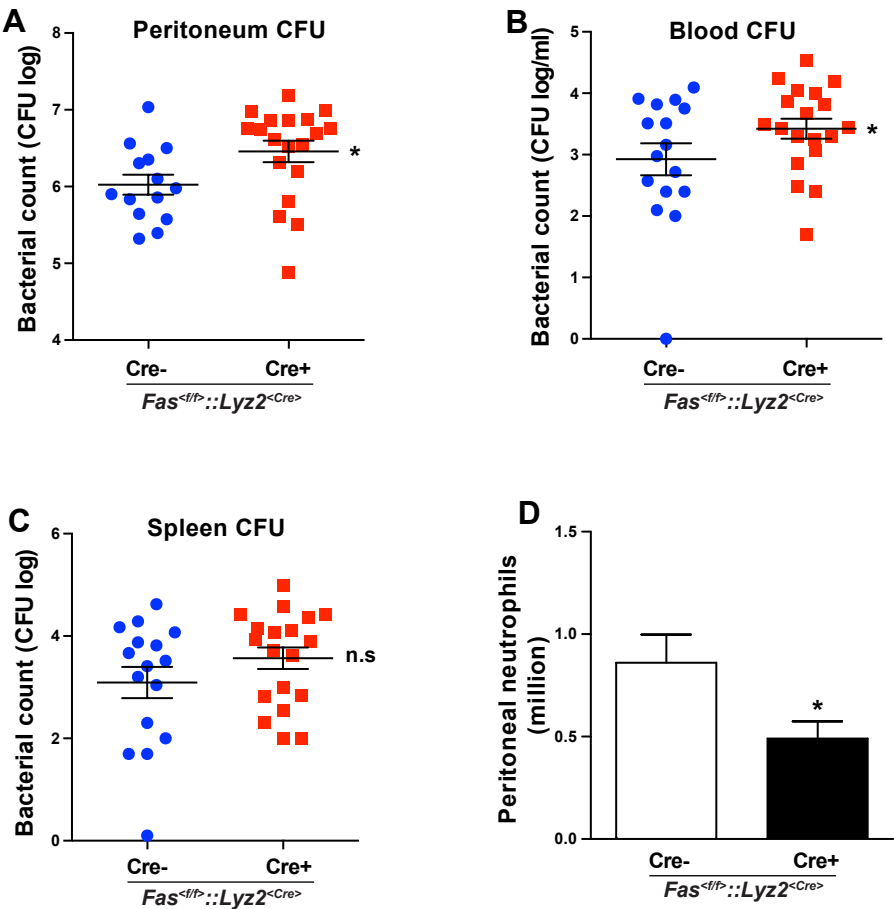 A
Peritoneum CFU
Bacterial count (CFU log)
8
7
6
5
4
*
Cre-
Cre+
Fas<f/f>::Lyz2<Cre>
B
Blood CFU
Bacterial count (CFU log/ml)
5
4
3
2
1
0
*
Cre-
Cre+
Fas<f/f>::Lyz2<Cre>
C
Spleen CFU
Bacterial count (CFU log)
6
4
2
0
n.s
Cre-
Cre+
Fas<f/f>::Lyz2<Cre>
D
Peritoneal neutrophils
(million)
1.5
1.0
0.5
0.0
*
Cre-
Cre+
Fas<f/f>::Lyz2<Cre>